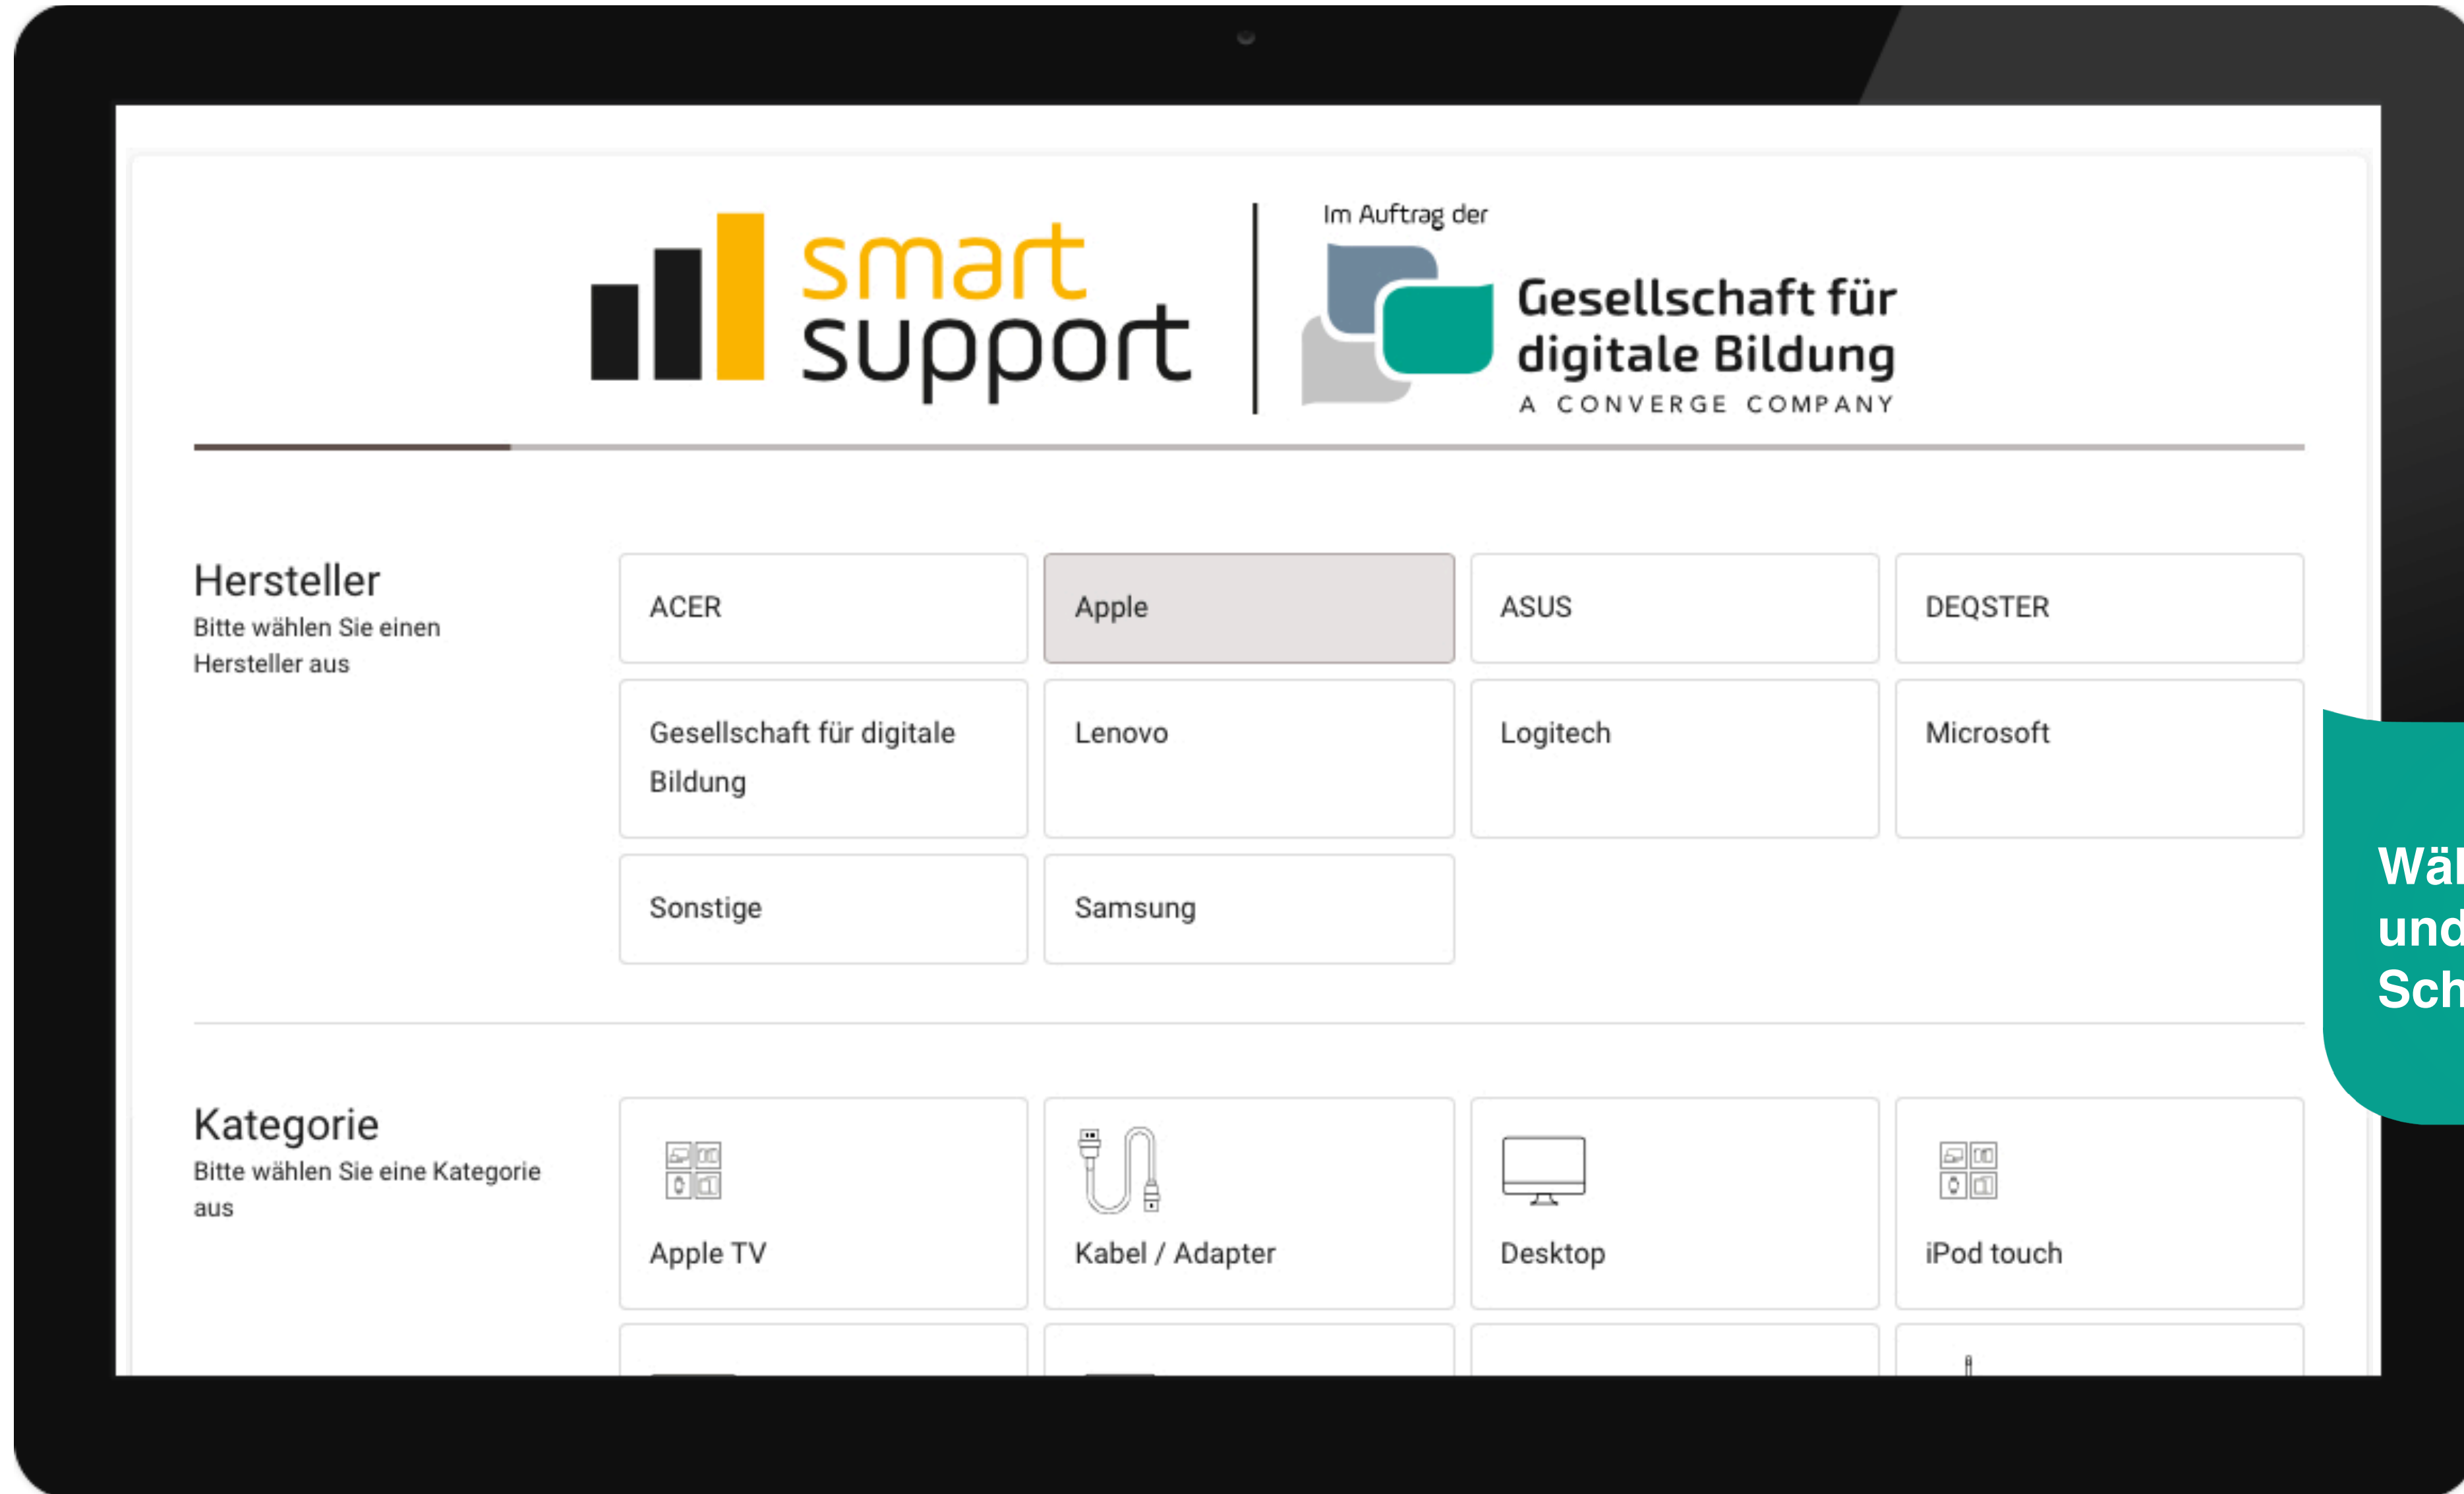 smart
support
Im Auftrag der
Gesellschaft für
digitale Bildung
A CONVERGE COMPANY
Hersteller
Bitte wählen Sie einen
Hersteller aus
ACER
Apple
ASUS
DEQSTER
Gesellschaft für digitale
Bildung
Lenovo
Logitech
Microsoft
Sonstige
Samsung
und
Kategorie
Bitte wählen Sie eine Kategorie
aus
Apple TV
Kabel / Adapter
Desktop
iPod touch